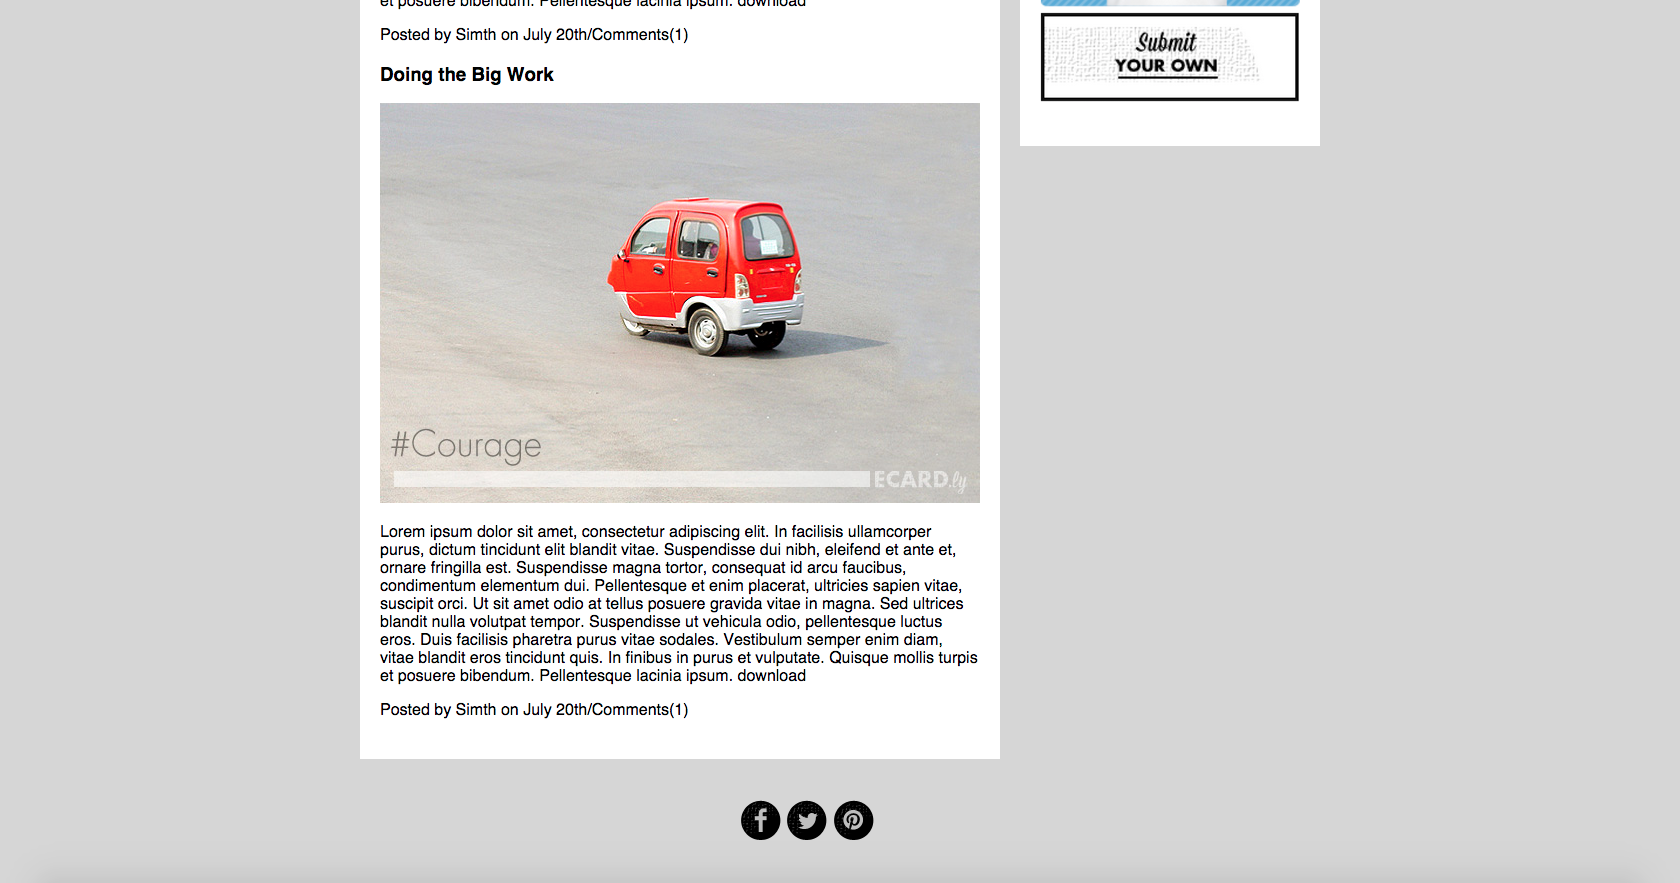 et posuere bibendum. Pellentesque lacinia ipsum. download
Posted by Simth on July 20th/Comments(1)
Doing the Big Work
#Courage
ECARD.ly
Lorem ipsum dolor sit amet, consectetur adipiscing elit. In facilisis ullamcorper
purus, dictum tincidunt elit blandit vitae. Suspendisse dui nibh, eleifend et ante et,
ornare fringilla est. Suspendisse magna tortor, consequat id arcu faucibus,
condimentum elementum dui. Pellentesque et enim placerat, ultricies sapien vitae,
suscipit orci. Ut sit amet odio at tellus posuere gravida vitae in magna. Sed ultrices
blandit nulla volutpat tempor. Suspendisse ut vehicula odio, pellentesque luctus
eros. Duis facilisis pharetra purus vitae sodales. Vestibulum semper enim diam,
vitae blandit eros tincidunt quis. In finibus in purus et vulputate. Quisque mollis turpis
et posuere bibendum. Pellentesque lacinia ipsum. download
Posted by Simth on July 20th/Comments(1)
Submit
YOUR OWN